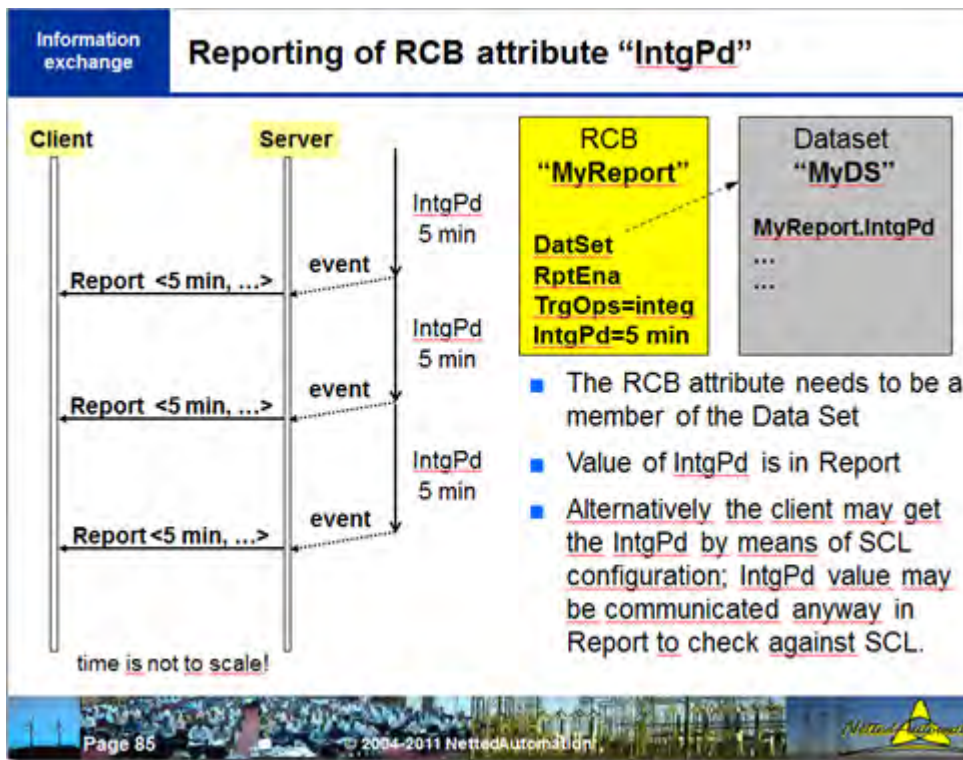 Information
exchange
Reporting of RCB attribute “IntgPd”
Client
Server
IntgPd
5 min
event
Report <5 min, …>
IntgPd
5 min
event
Report <5 min, …>
IntgPd
5 min
event
Report <5 min, …>
time is not to scale!
RCB
“MyReport”
DatSet
RptEna
TrgOps=integ
IntgPd=5 min
Dataset
“MyDS”
MyReport.IntgPd
…
…
The RCB attribute needs to be a
member of the Data Set
Value of IntgPd is in Report
Alternatively the client may get
the IntgPd by means of SCL
configuration; IntgPd value may
be communicated anyway in
Report to check against SCL.
Page 85
© 2004-2011 NettedAutomation